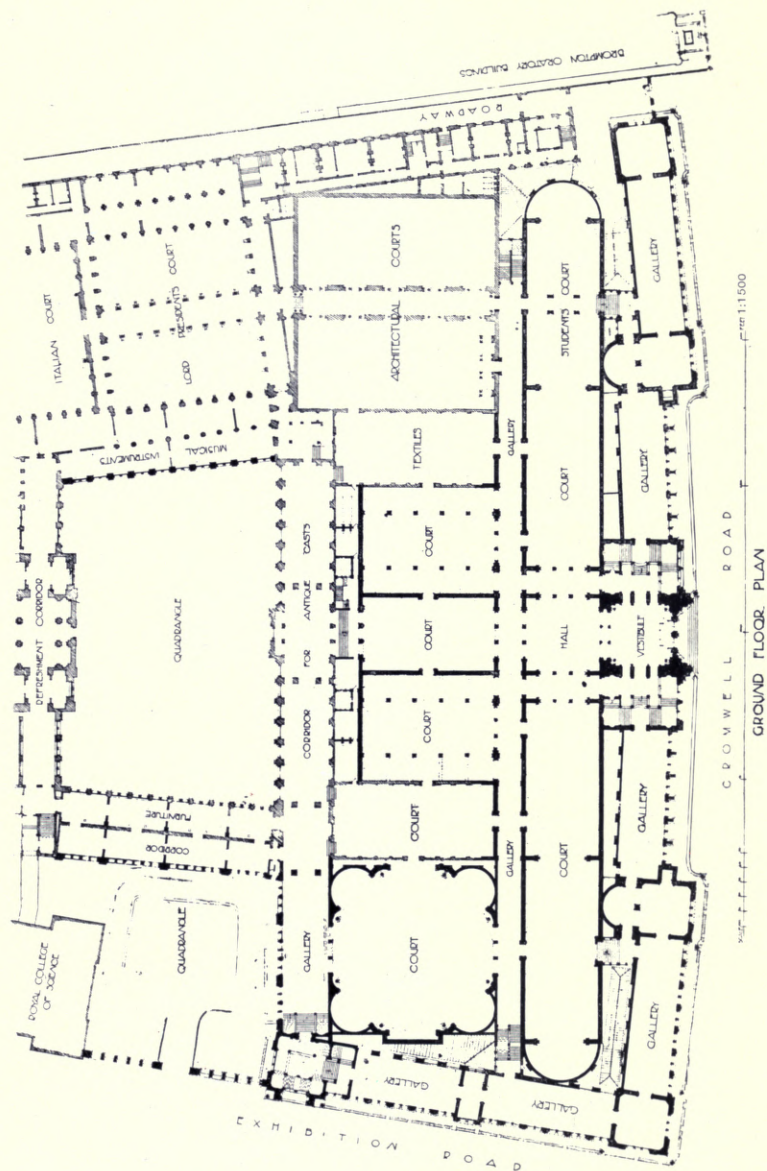 BROMPTON ORATORY BUILDINGS
ROADWAY
ITALIAN COURT
LORD PRESIDENTS COURT
MUSICAL
INSTRUMENTS
ARCHITECTURAL COURTS
STUDENTS COURT
GALLERY
TEXTILES
GALLERY
COURT
GALLERY
REFRESHMENT CORRIDOR
QUADRANGLE
CORRIDOR FOR ANTIQUE CASTS
COURT
COURT
COURT
HALL
VESTIBULE
COURT
GALLERY
COURT
GALLERY
FURNITURE
CORRIDOR
ROYAL COLLEGE
OF SCIENCE
QUADRANGLE
GALLERY
COURT
GALLERY
GALLERY
GALLERY
EXHIBITION ROAD
CROMWELL ROAD
1:1500
GROUND FLOOR PLAN